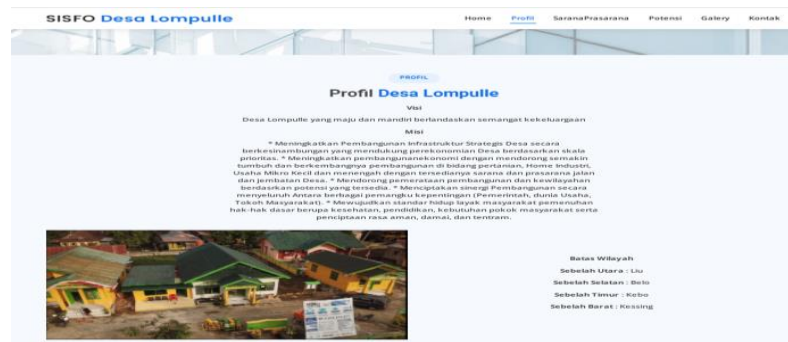 SISFO Desa Lompulle
Home Profil SaranaPrasarana Potensi Galery Kontak
PROFIL
Profil Desa Lompulle
Visi
Desa Lompulle yang maju dan mandiri berlandaskan semangat kekeluargaan
Misi
* Meningkatkan Pembangunan Infrastruktur Strategis Desa secara
berkesinambungan yang mendukung perekonomian Desa berdasarkan skala
prioritas. * Meningkatkan pembangunanekonomi dengan mendorong semakin
tumbuh dan berkembangnya pembangunan di bidang pertanian, Home Industri,
Usaha Mikro Kecil dan menengah dengan tersedianya sarana dan prasarana jalan
dan jembatan Desa. * Mendorong pemerataan pembangunan dan kewilayahan
berdasrkan potensi yang tersedia. * Menciptakan sinergi Pembangunan secara
menyeluruh Antara berbagai pemangku kepentingan (Pemerintah, dunia Usaha,
Tokoh Masyarakat). * Mewujudkan standar hidup layak masyarakat pemenuhan
hak-hak dasar berupa kesehatan, pendidikan, kebutuhan pokok masyarakat serta
penciptaan rasa aman, damai, dan tentram.
Batas Wilayah
Sebelah Utara : Liu
Sebelah Selatan : Belo
Sebelah Timur : Kebo
Sebelah Barat : Kessing